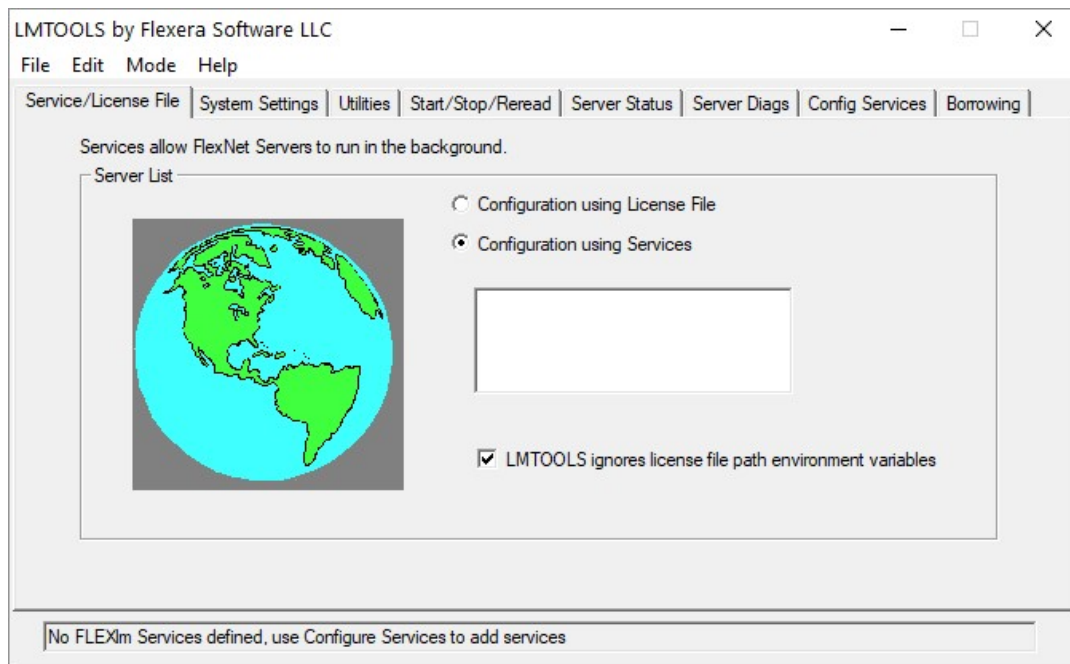 LMTOOLS by Flexera Software LLC
File Edit Mode Help
Service/License File System Settings Utilities Start/Stop/Reread Server Status Server Diags Config Services Borrowing
Services allow FlexNet Servers to run in the background.
Server List
Configuration using License File
Configuration using Services
LMTOOLS ignores license file path environment variables
No FLEXlm Services defined, use Configure Services to add services